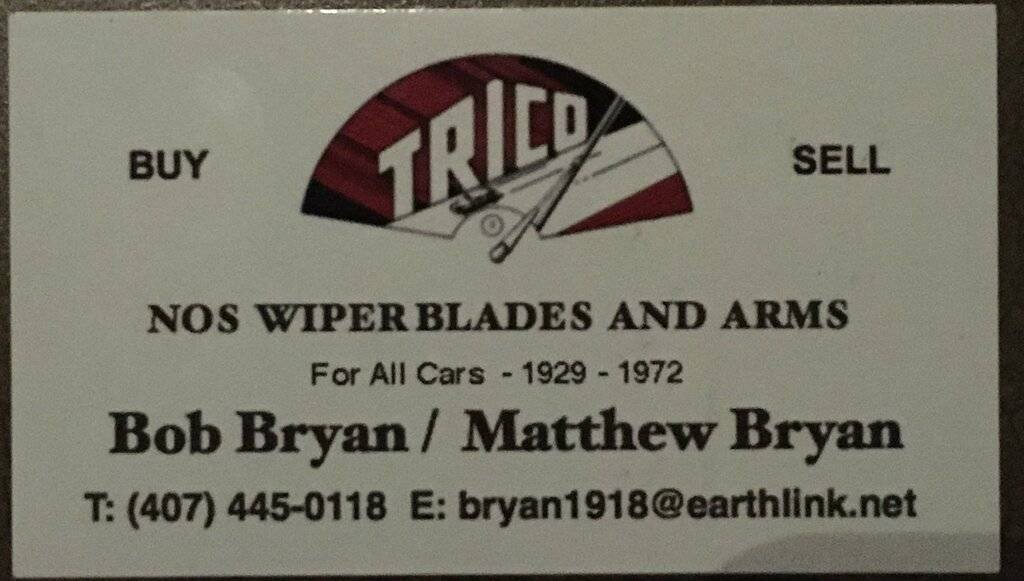 TRICO
BUY SELL
NOS WIPER BLADES AND ARMS
For All Cars - 1929 - 1972
Bob Bryan / Matthew Bryan
T: (407) 445-0118 E: bryan1918@earthlink.net